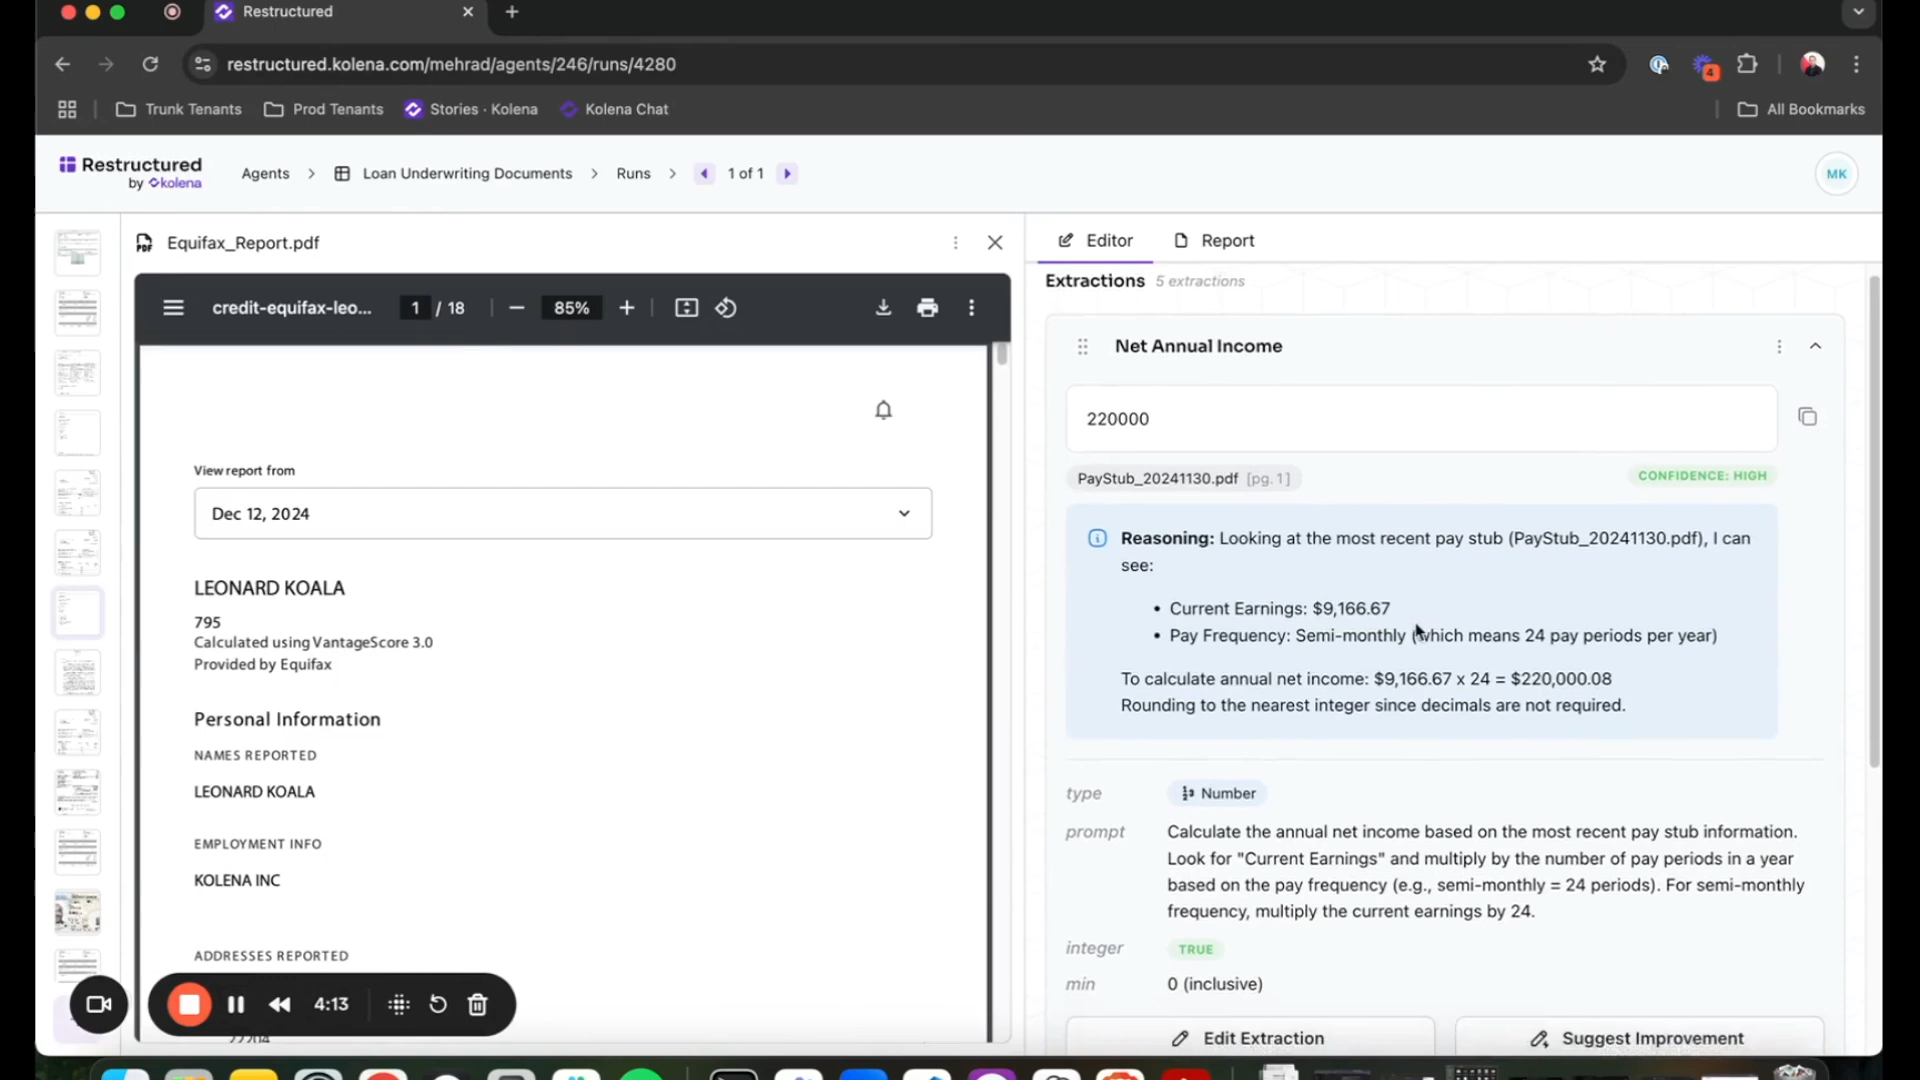 Restructured
restructured.kolena.com/mehrad/agents/246/runs/4280
4
Trunk Tenants
Prod Tenants
Stories · Kolena
Kolena Chat
All Bookmarks
Restructured
by kolena
Agents > Loan Underwriting Documents > Runs > 1 of 1
MK
Equifax_Report.pdf
credit-equifax-leo... 1 / 18 85%
View report from
Dec 12, 2024
LEONARD KOALA
795
Calculated using VantageScore 3.0
Provided by Equifax
Personal Information
NAMES REPORTED
LEONARD KOALA
EMPLOYMENT INFO
KOLENA INC
ADDRESSES REPORTED
22204
4:13
Editor
Report
Extractions 5 extractions
Net Annual Income
220000
PayStub_20241130.pdf [pg. 1]
CONFIDENCE: HIGH
Reasoning: Looking at the most recent pay stub (PayStub_20241130.pdf), I can
see:
• Current Earnings: $9,166.67
• Pay Frequency: Semi-monthly (which means 24 pay periods per year)
To calculate annual net income: $9,166.67 x 24 = $220,000.08
Rounding to the nearest integer since decimals are not required.
type Number
prompt Calculate the annual net income based on the most recent pay stub information.
Look for "Current Earnings" and multiply by the number of pay periods in a year
based on the pay frequency (e.g., semi-monthly = 24 periods). For semi-monthly
frequency, multiply the current earnings by 24.
integer TRUE
min 0 (inclusive)
Edit Extraction
Suggest Improvement